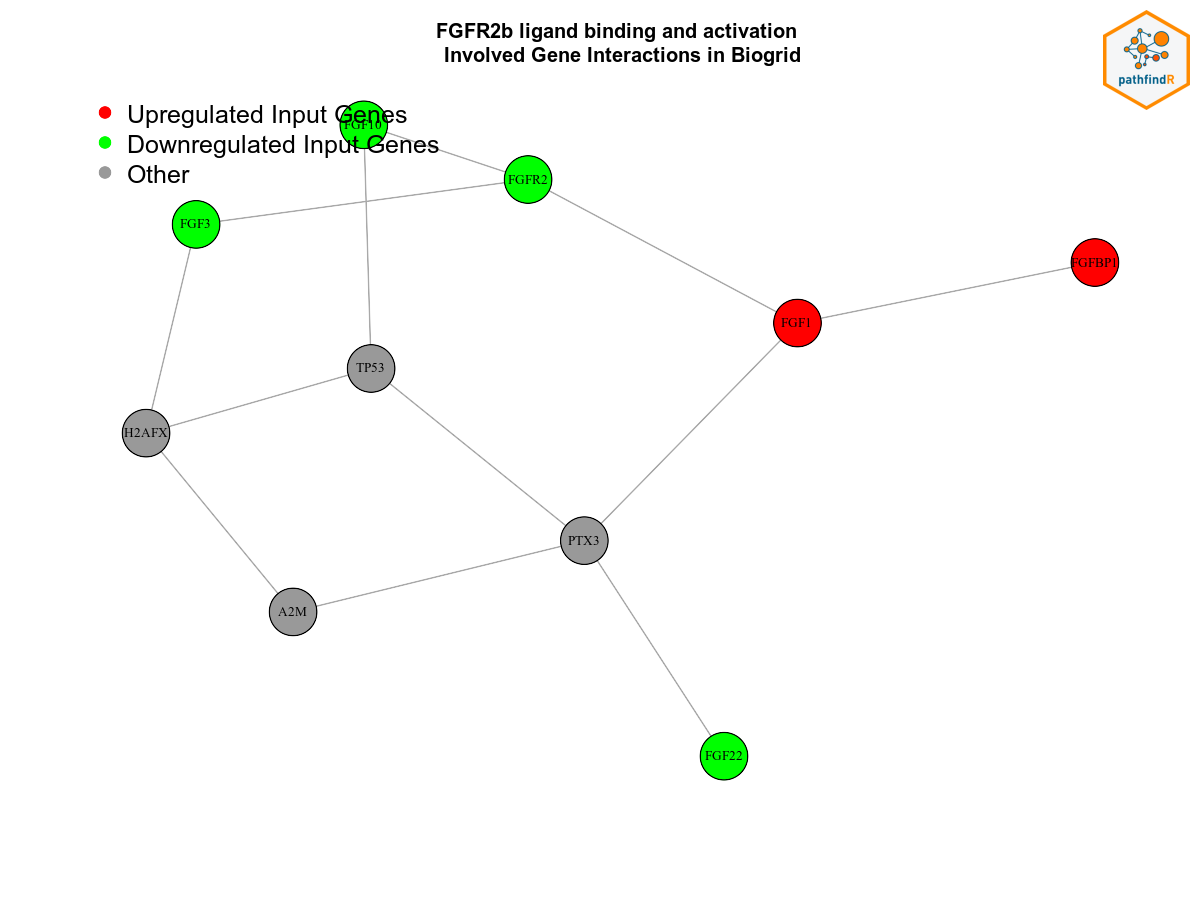 FGFR2b ligand binding and activation
Involved Gene Interactions in Biogrid
pathfindR
Upregulated Input Genes
Downregulated Input Genes
Other
FGF10
FGFR2
FGF3
FGFBP1
FGF1
TP53
H2AFX
PTX3
A2M
FGF22